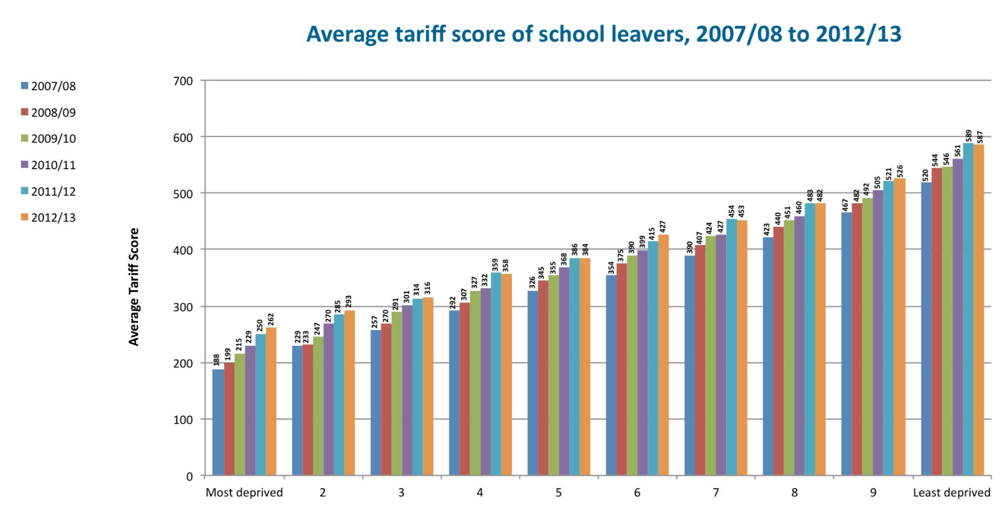 Average tariff score of school leavers, 2007/08 to 2012/13
2007/08
2008/09
2009/10
2010/11
2011/12
2012/13
Average Tariff Score
700
600
500
400
300
200
100
0
188 199 215 229 250 262
229 233 247 270 285 293
257 270 291 301 314 316
292 307 327 332 359 358
326 345 355 368 386 384
354 375 390 399 415 427
390 407 424 427 454 453
423 440 451 460 483 482
467 482 492 505 521 526
520 544 546 561 589 587
Most deprived 2 3 4 5 6 7 8 9 Least deprived